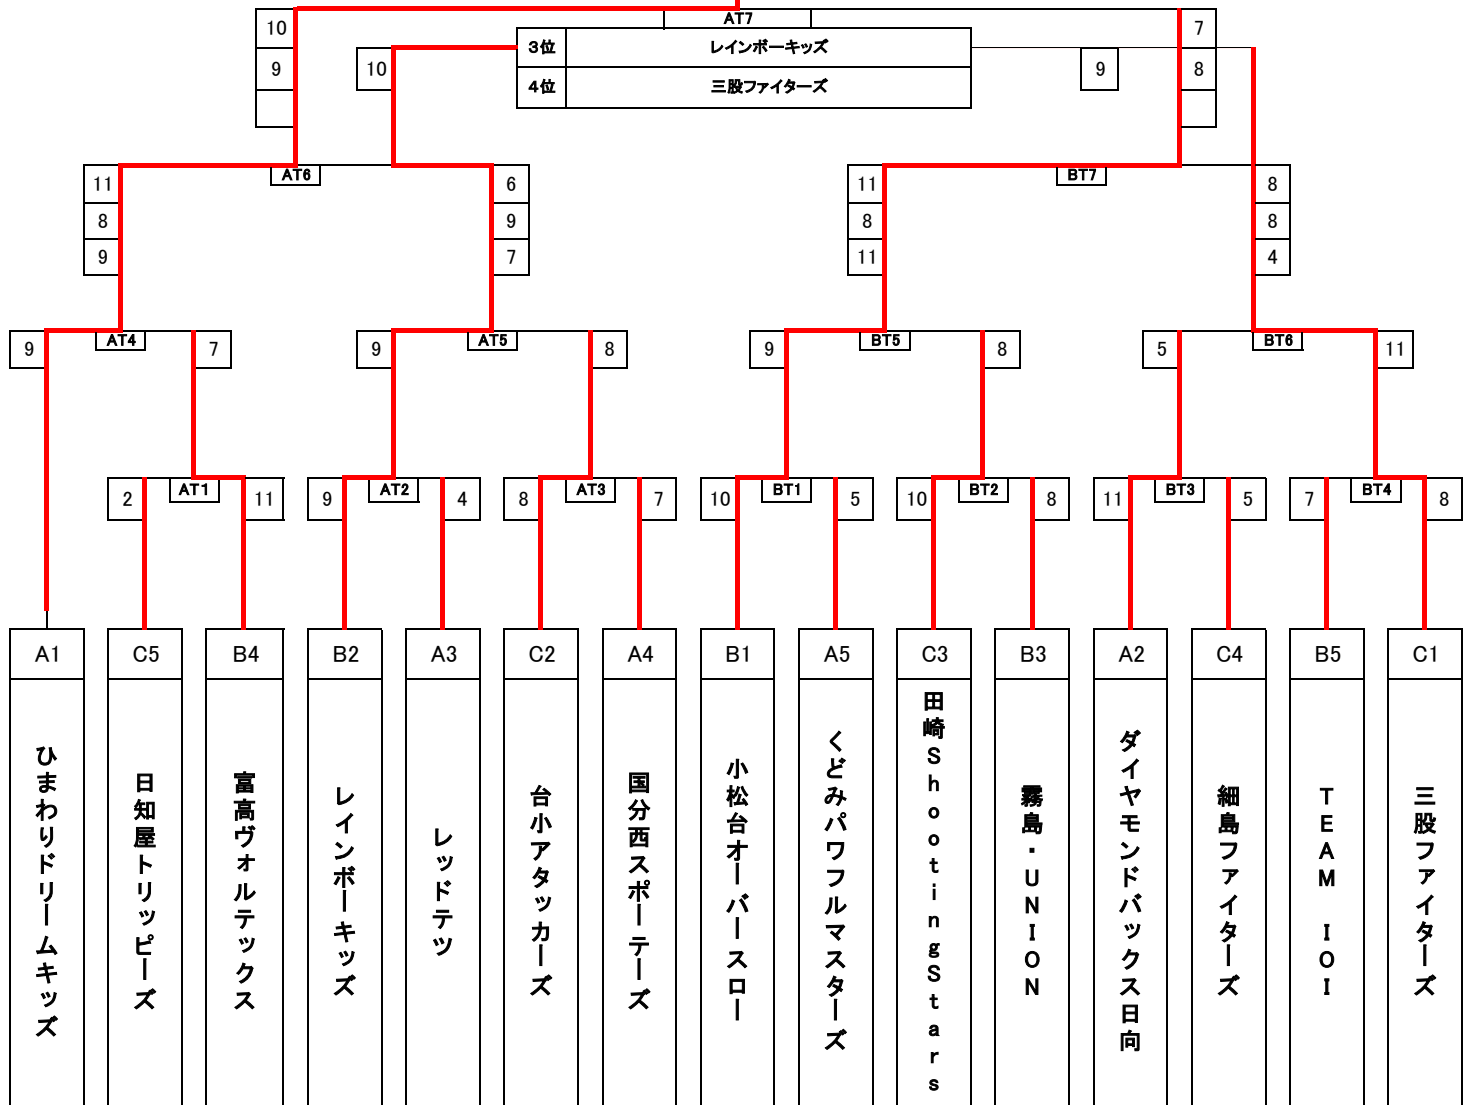 10 AT7 7
3位 レインボーキッズ
9 10 9 8
4位 三股ファイターズ
11 AT6 6 11 BT7 8
8 9 8 8
9 7 11 4
9 AT4 7 9 AT5 8 9 BT5 8 5 BT6 11
2 AT1 11 9 AT2 4 8 AT3 7 10 BT1 5 10 BT2 8 11 BT3 5 7 BT4 8
A1 C5 B4 B2 A3 C2 A4 B1 A5 C3 B3 A2 C4 B5 C1
ひまわりドリームキッズ
日知屋トリッピーズ
富高ヴォルテックス
レインボーキッズ
レッドテツ
台小アタッカーズ
国分西スポーテーズ
小松台オーバースロー
くどみパワフルマスターズ
田崎ShootingStars
霧島・UNION
ダイヤモンドバックス日向
細島ファイターズ
TEAM IOI
三股ファイターズ